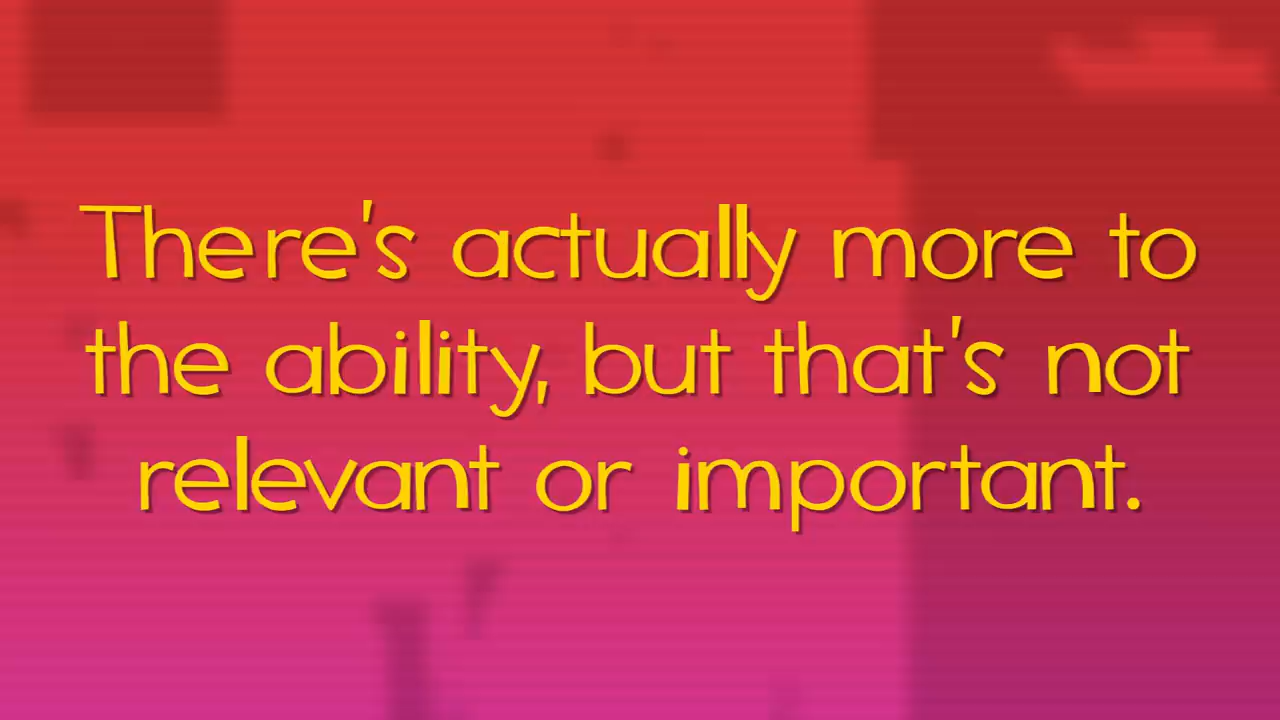 There's actually more to
the ability, but that's not
relevant or important.